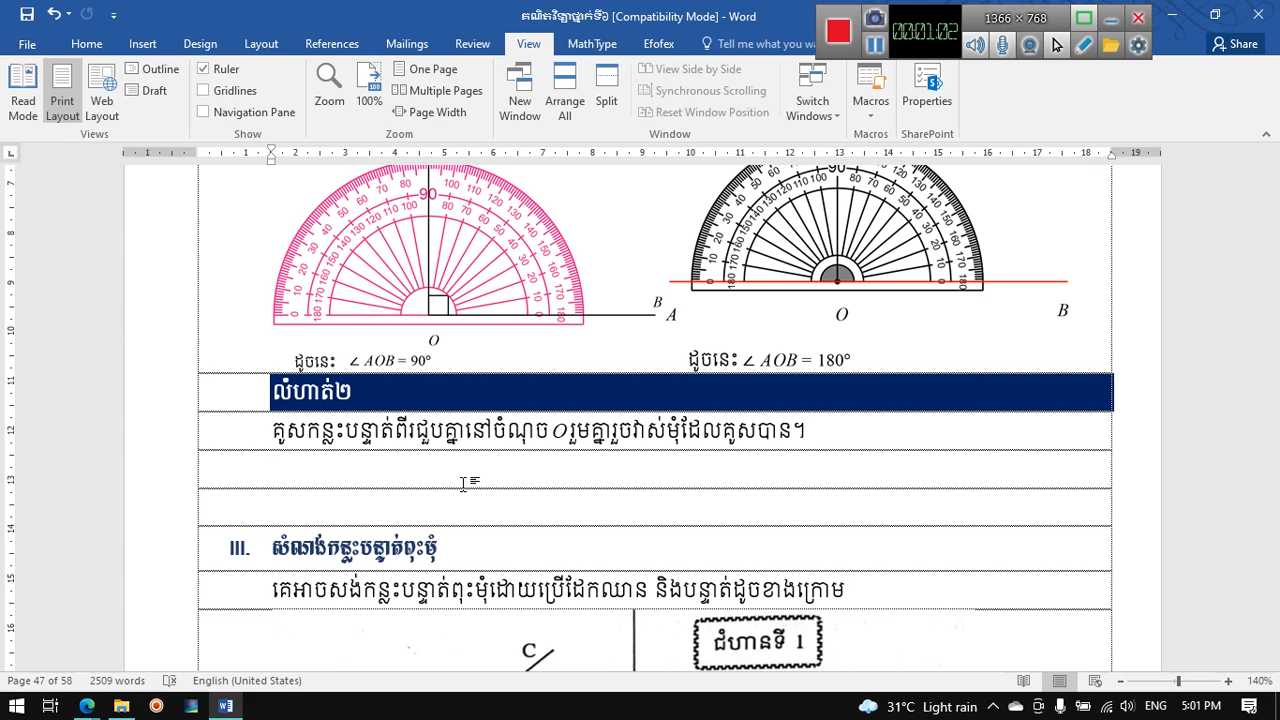 គណិតវិទ្យាថ្នាក់ទី៦ [Compatibility Mode] - Word
1366 × 768
00:01:02
File Home Insert Design Layout References Mailings Review View MathType Efofex Tell me what you wa Share
Read Mode
Print Layout
Web Layout
Outline
Draft
Views
Ruler
Gridlines
Navigation Pane
Show
Zoom
100%
One Page
Multiple Pages
Page Width
Zoom
New Window
Arrange All
Split
View Side by Side
Synchronous Scrolling
Reset Window Position
Window
Switch Windows
Macros
Macros
Properties
SharePoint
B
A
O
O
B
ដូចនេះ ∠ AOB = 90°
ដូចនេះ ∠ AOB = 180°
លំហាត់២
គូសកន្លះបន្ទាត់ពីរជួបគ្នានៅចំណុច O រួមគ្នារួចវាស់មុំដែលគូសបាន។
III. សំណង់កន្លះបន្ទាត់ពុះមុំ
គេអាចសង់កន្លះបន្ទាត់ពុះមុំដោយប្រើដែកឈាន និងបន្ទាត់ដូចខាងក្រោម
C
ជំហានទី 1
Page 47 of 58 2509 words English (United States) 140%
31°C Light rain ENG 5:01 PM